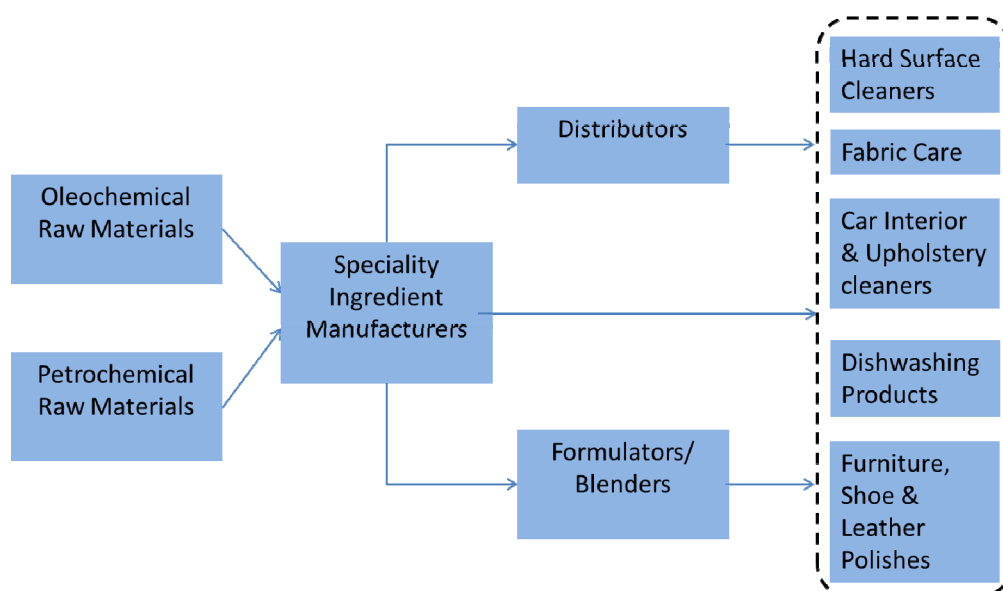 Oleochemical
Raw Materials
Petrochemical
Raw Materials
Speciality
Ingredient
Manufacturers
Distributors
Formulators/
Blenders
Hard Surface
Cleaners
Fabric Care
Car Interior
& Upholstery
cleaners
Dishwashing
Products
Furniture,
Shoe &
Leather
Polishes